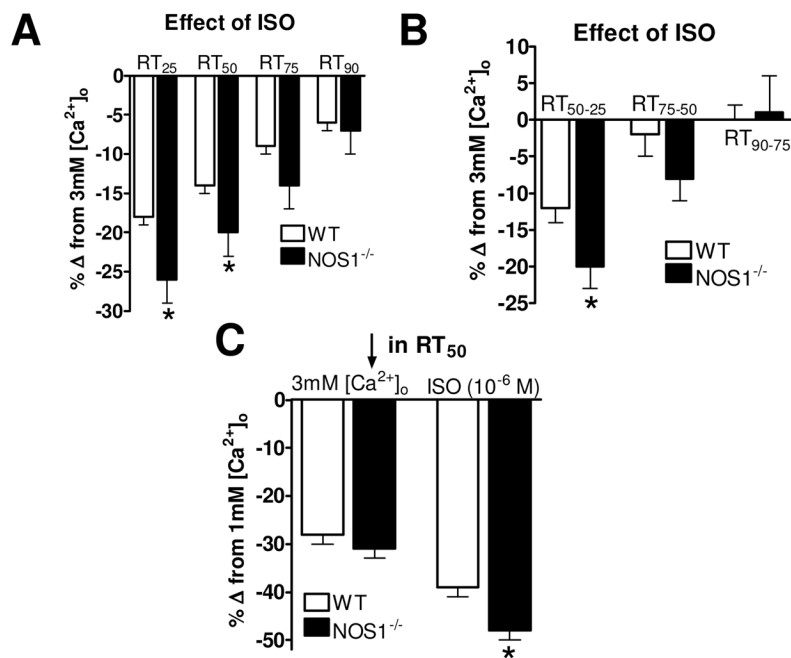 A
Effect of ISO
RT25 RT50 RT75 RT90
0
-5
-10
-15
-20
-25
-30
% Δ from 3mM [Ca2+]o
WT
NOS1-/-
*
*
B
Effect of ISO
10
5
0
-5
-10
-15
-20
-25
% Δ from 3mM [Ca2+]o
RT50-25 RT75-50
RT90-75
WT
NOS1-/-
*
C
↓ in RT50
3mM [Ca2+]o ISO (10-6 M)
0
-10
-20
-30
-40
-50
% Δ from 1mM [Ca2+]o
WT
NOS1-/-
*